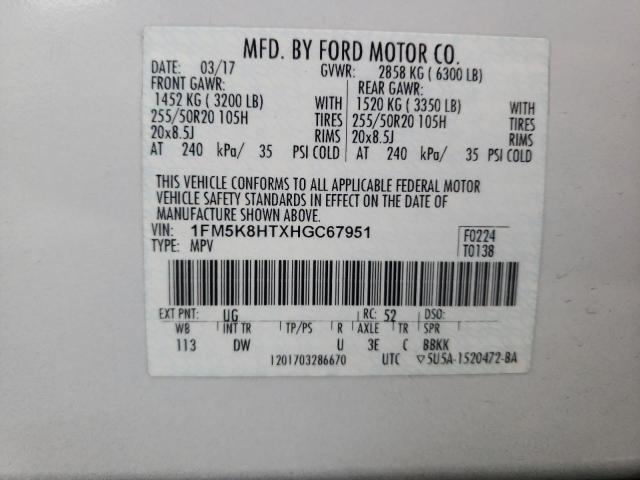 MFD. BY FORD MOTOR CO.
DATE: 03/17 GVWR: 2858 KG ( 6300 LB)
FRONT GAWR: REAR GAWR:
1452 KG ( 3200 LB) WITH 1520 KG ( 3350 LB) WITH
255/50R20 105H TIRES 255/50R20 105H TIRES
20x8.5J RIMS 20x8.5J RIMS
AT 240 kPa/ 35 PSI COLD AT 240 kPa/ 35 PSI COLD
THIS VEHICLE CONFORMS TO ALL APPLICABLE FEDERAL MOTOR
VEHICLE SAFETY STANDARDS IN EFFECT ON THE DATE OF
MANUFACTURE SHOWN ABOVE.
VIN: 1FM5K8HTXHGC67951 F0224
TYPE: MPV T0138
EXT PNT: UG RC: 52 DSO:
WB INT TR TP/PS R AXLE TR SPR
113 DW U 3E C BBKK
1201703286670 UTC ▽5U5A-1520472-BA